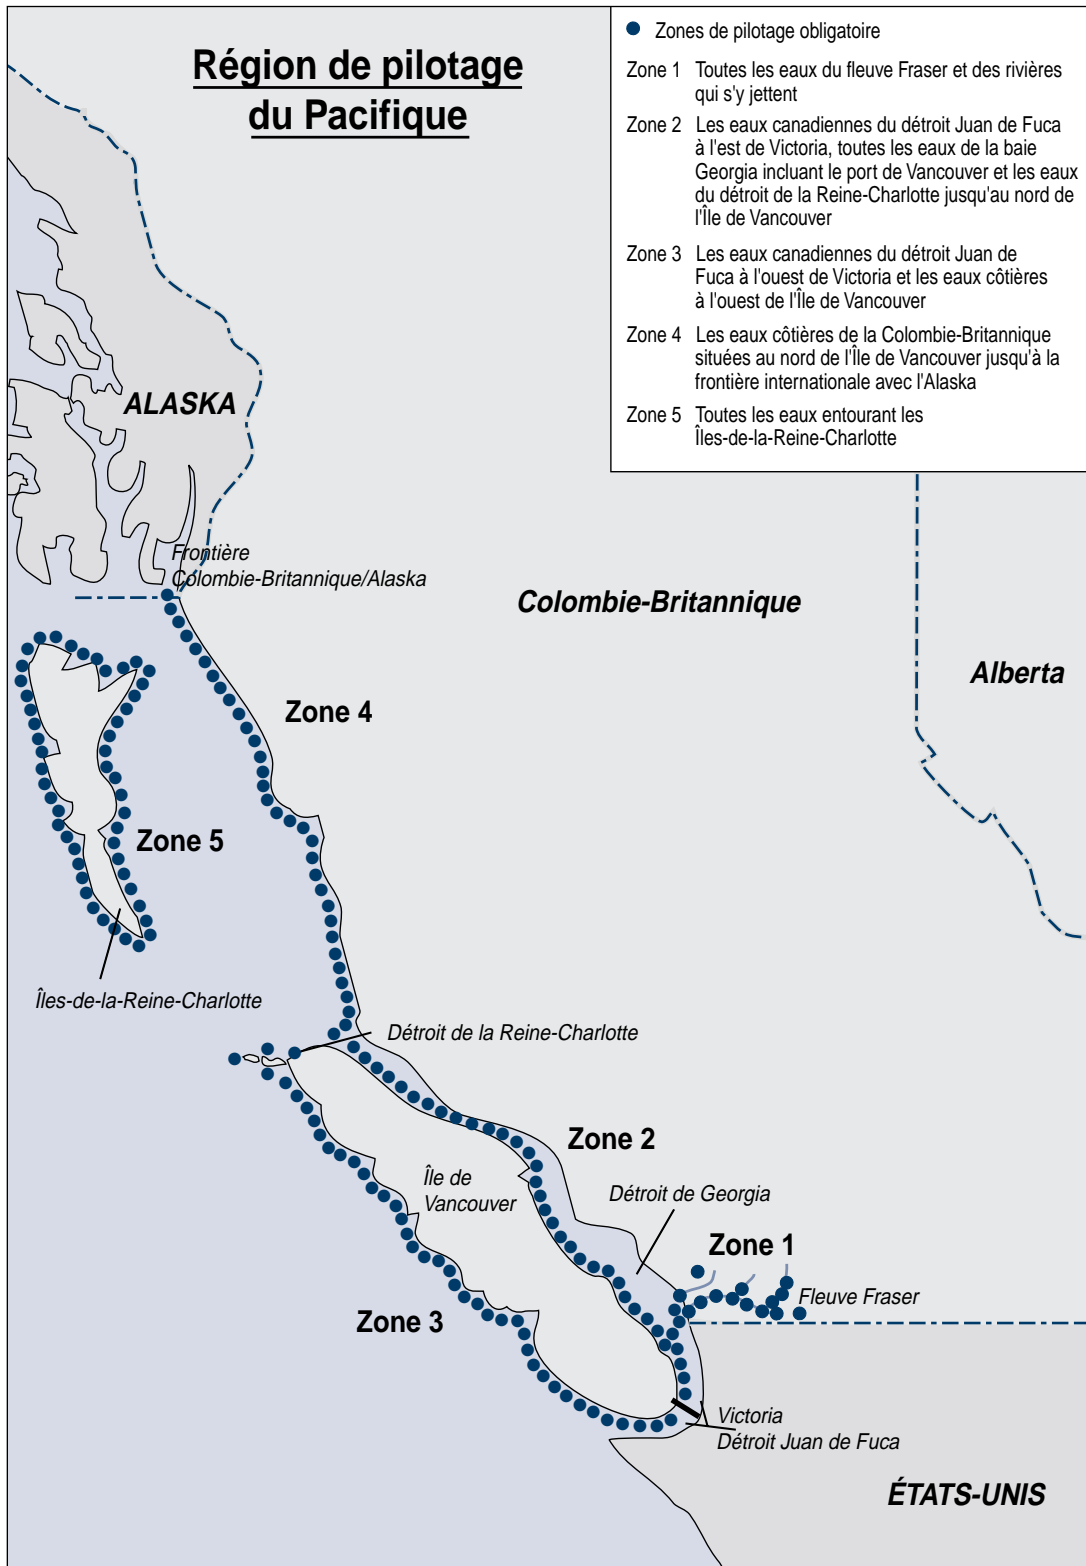 Région de pilotage
du Pacifique
Zones de pilotage obligatoire
Zone 1 Toutes les eaux du fleuve Fraser et des rivières
qui s'y jettent
Zone 2 Les eaux canadiennes du détroit Juan de Fuca
à l'est de Victoria, toutes les eaux de la baie
Georgia incluant le port de Vancouver et les eaux
du détroit de la Reine-Charlotte jusqu'au nord de
l'Île de Vancouver
Zone 3 Les eaux canadiennes du détroit Juan de
Fuca à l'ouest de Victoria et les eaux côtières
à l'ouest de l'Île de Vancouver
Zone 4 Les eaux côtières de la Colombie-Britannique
situées au nord de l'Île de Vancouver jusqu'à la
frontière internationale avec l'Alaska
Zone 5 Toutes les eaux entourant les
Îles-de-la-Reine-Charlotte
ALASKA
Frontière
Colombie-Britannique/Alaska
Colombie-Britannique
Alberta
Zone 4
Zone 5
Îles-de-la-Reine-Charlotte
Détroit de la Reine-Charlotte
Zone 2
Île de
Vancouver
Détroit de Georgia
Zone 1
Fleuve Fraser
Zone 3
Victoria
Détroit Juan de Fuca
ÉTATS-UNIS